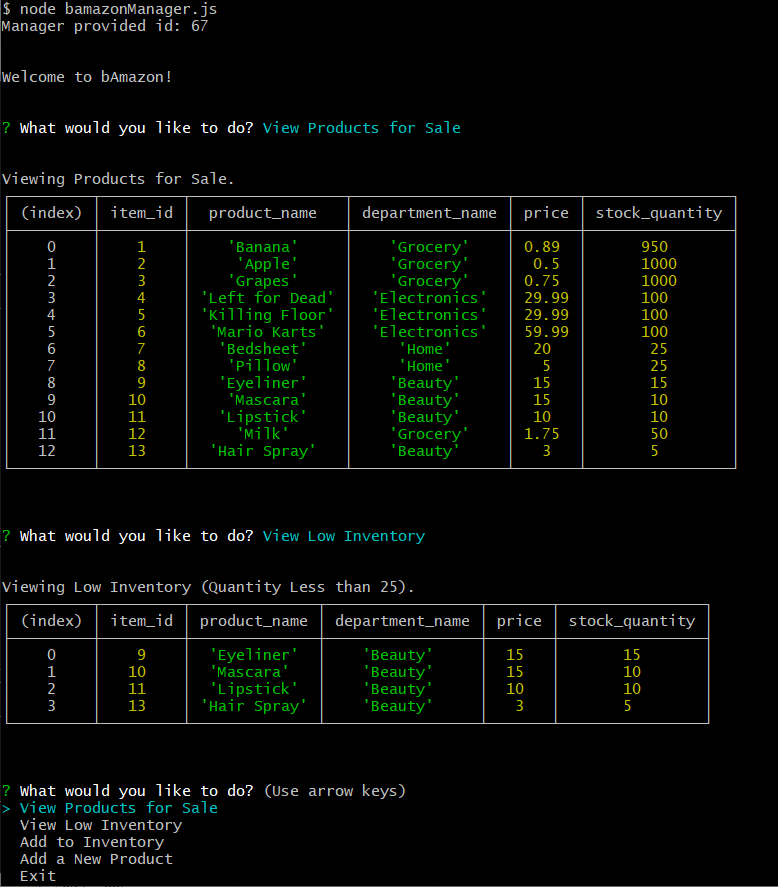 $ node bamazonManager.js
Manager provided id: 67
Welcome to bAmazon!
? What would you like to do? View Products for Sale
Viewing Products for Sale.
(index) item_id product_name department_name price stock_quantity
0 1 'Banana' 'Grocery' 0.89 950
1 2 'Apple' 'Grocery' 0.5 1000
2 3 'Grapes' 'Grocery' 0.75 1000
3 4 'Left for Dead' 'Electronics' 29.99 100
4 5 'Killing Floor' 'Electronics' 29.99 100
5 6 'Mario Karts' 'Electronics' 59.99 100
6 7 'Bedsheet' 'Home' 20 25
7 8 'Pillow' 'Home' 5 25
8 9 'Eyeliner' 'Beauty' 15 15
9 10 'Mascara' 'Beauty' 15 10
10 11 'Lipstick' 'Beauty' 10 10
11 12 'Milk' 'Grocery' 1.75 50
12 13 'Hair Spray' 'Beauty' 3 5
? What would you like to do? View Low Inventory
Viewing Low Inventory (Quantity Less than 25).
(index) item_id product_name department_name price stock_quantity
0 9 'Eyeliner' 'Beauty' 15 15
1 10 'Mascara' 'Beauty' 15 10
2 11 'Lipstick' 'Beauty' 10 10
3 13 'Hair Spray' 'Beauty' 3 5
? What would you like to do? (Use arrow keys)
> View Products for Sale
View Low Inventory
Add to Inventory
Add a New Product
Exit